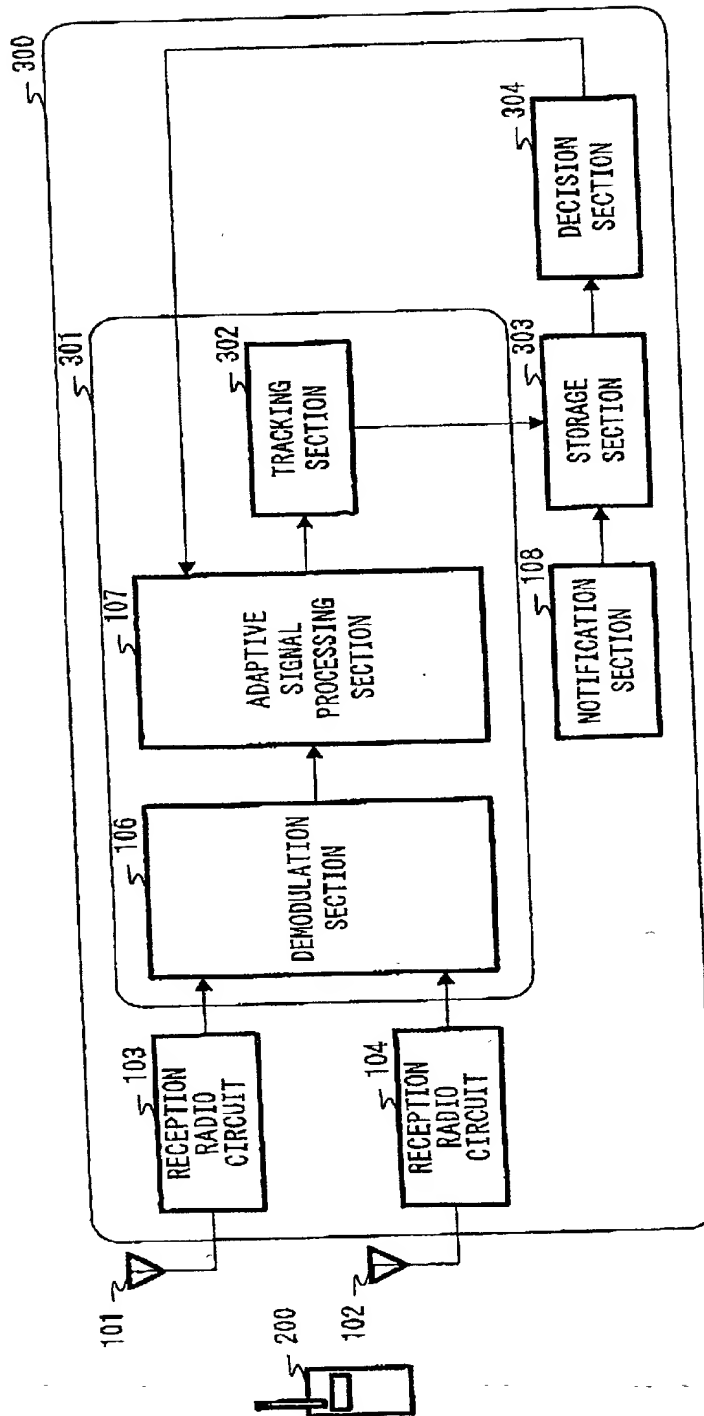 300
301
106
107
302
103
RECEPTION
RADIO
CIRCUIT
DEMODULATION
SECTION
ADAPTIVE
SIGNAL
PROCESSING
SECTION
TRACKING
SECTION
101
104
RECEPTION
RADIO
CIRCUIT
108
NOTIFICATION
SECTION
303
STORAGE
SECTION
304
DECISION
SECTION
102
200